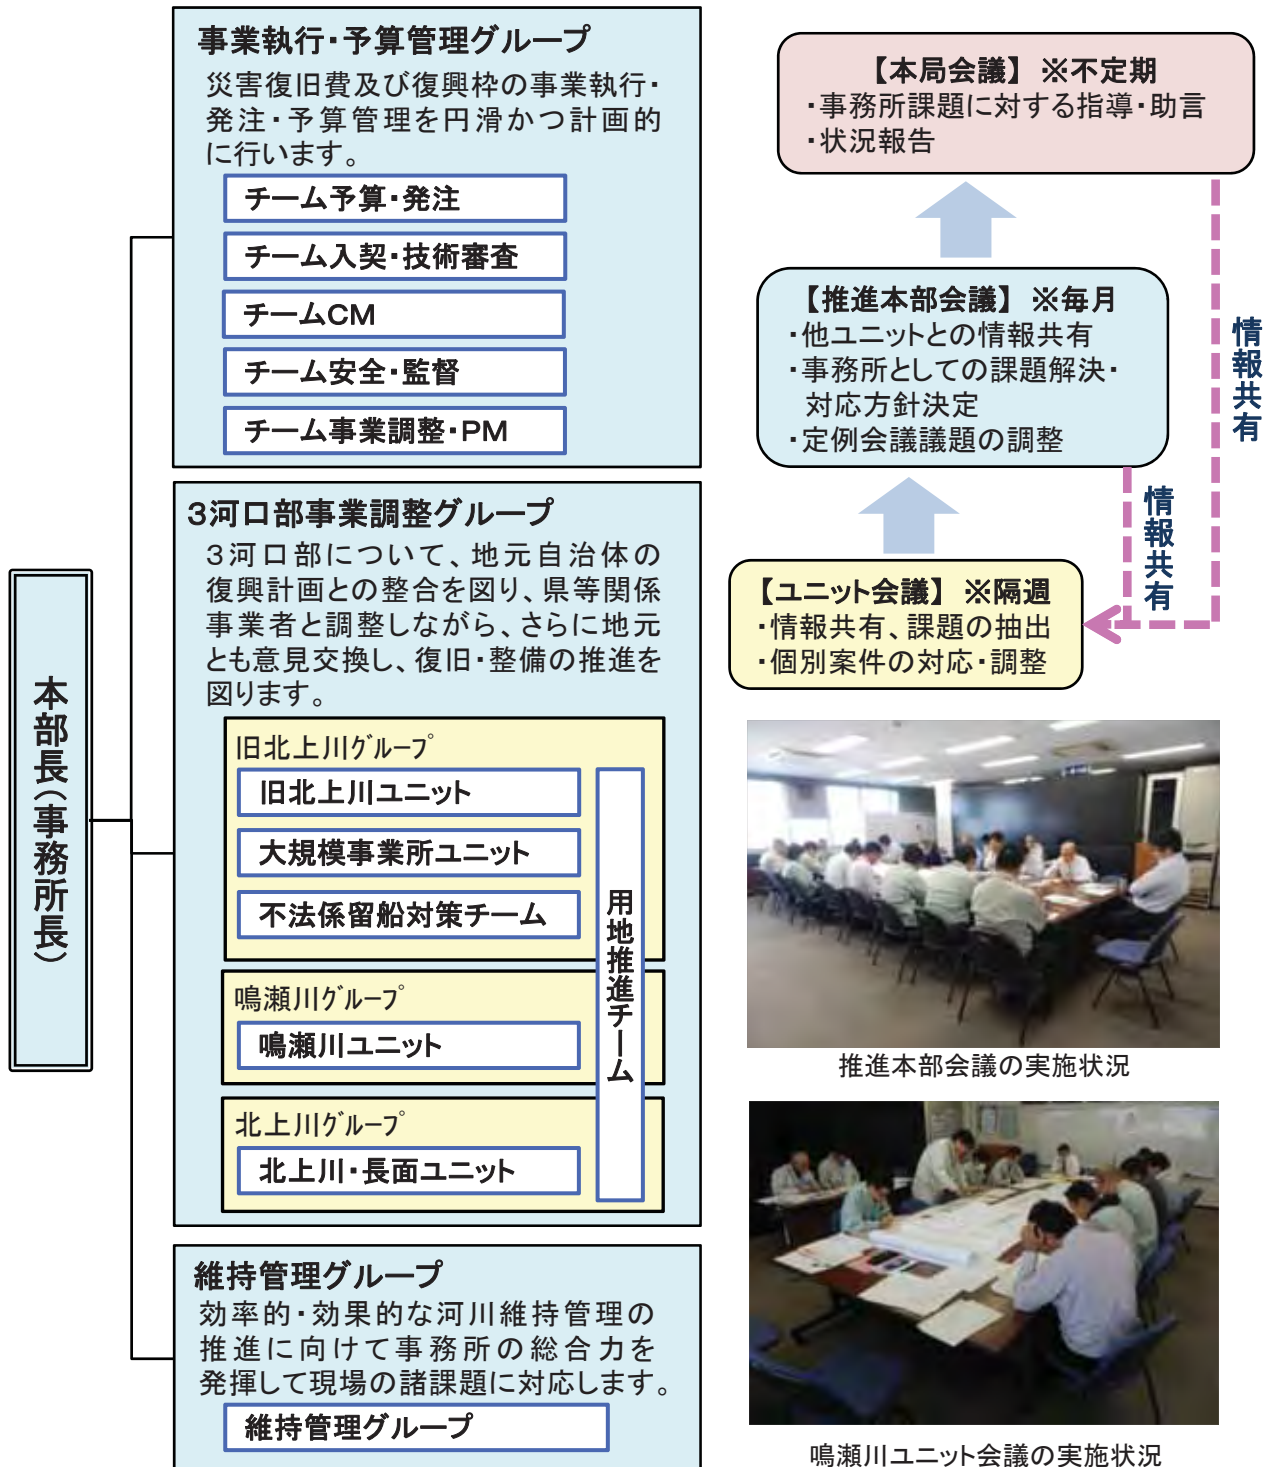 本部長(事務所長)
事業執行・予算管理グループ
災害復旧費及び復興枠の事業執行・
発注・予算管理を円滑かつ計画的
に行います。
チーム予算・発注
チーム入契・技術審査
チームCM
チーム安全・監督
チーム事業調整・PM
3河口部事業調整グループ
3河口部について、地元自治体の
復興計画との整合を図り、県等関係
事業者と調整しながら、さらに地元
とも意見交換し、復旧・整備の推進を
図ります。
旧北上川ｸﾞﾙｰﾌﾟ
旧北上川ユニット
大規模事業所ユニット
不法係留船対策チーム
鳴瀬川ｸﾞﾙｰﾌﾟ
鳴瀬川ユニット
北上川ｸﾞﾙｰﾌﾟ
北上川・長面ユニット
用地推進チーム
維持管理グループ
効率的・効果的な河川維持管理の
推進に向けて事務所の総合力を
発揮して現場の諸課題に対応します。
維持管理グループ
【本局会議】 ※不定期
・事務所課題に対する指導・助言
・状況報告
【推進本部会議】 ※毎月
・他ユニットとの情報共有
・事務所としての課題解決・
対応方針決定
・定例会議議題の調整
【ユニット会議】 ※隔週
・情報共有、課題の抽出
・個別案件の対応・調整
情報共有
情報共有
推進本部会議の実施状況
鳴瀬川ユニット会議の実施状況